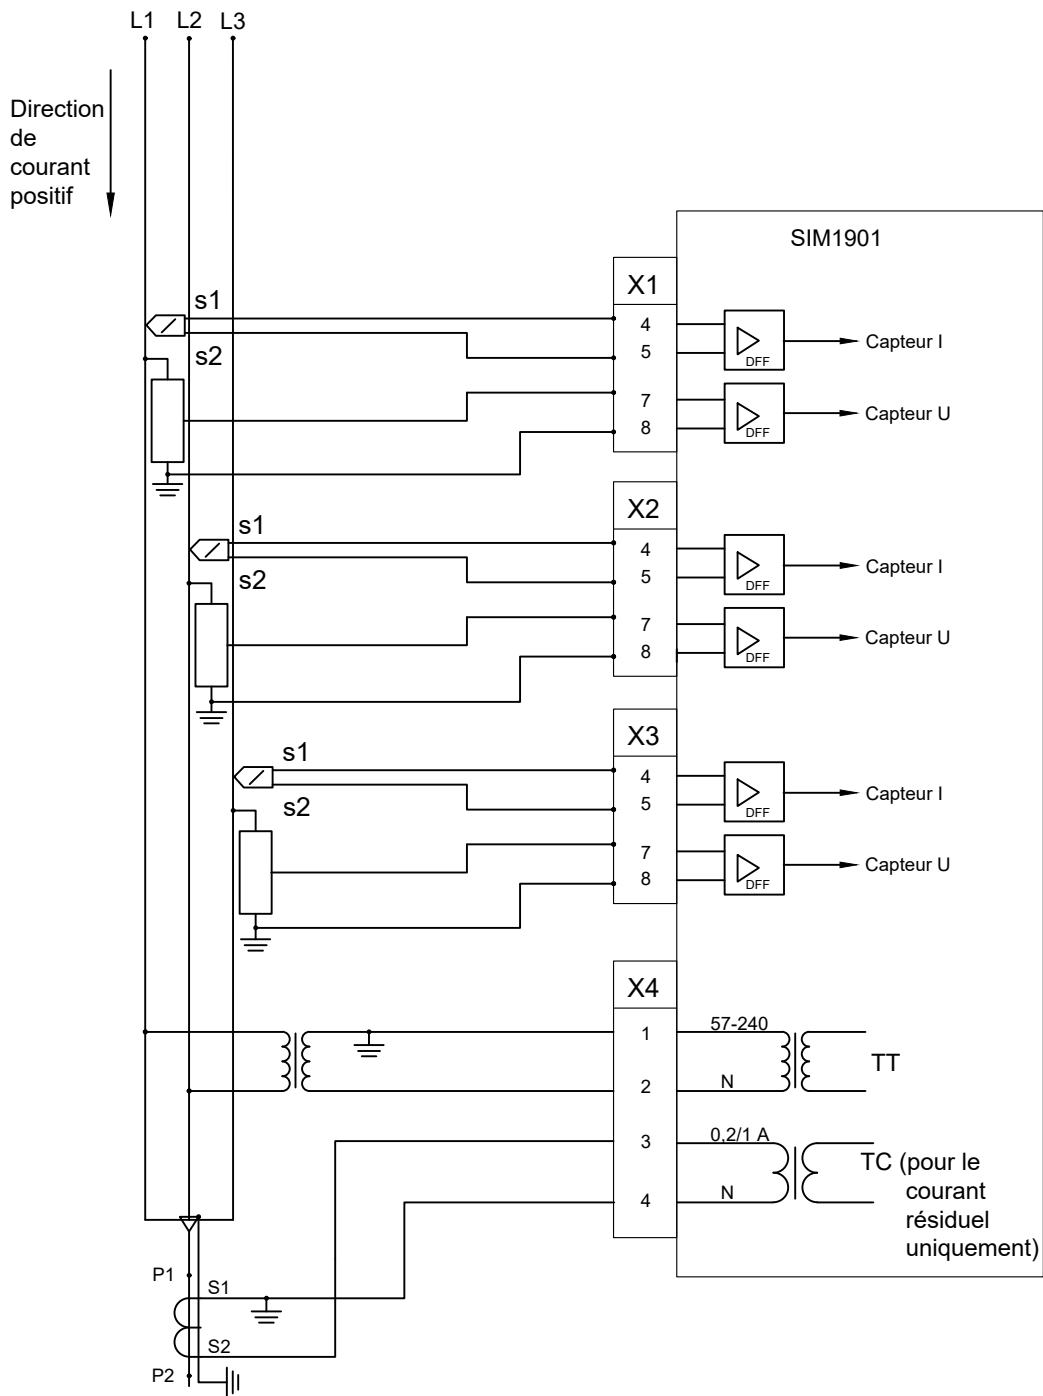 L1 L2 L3
Direction
de
courant
positif
SIM1901
X1
s1
4
5
DFF
Capteur I
s2
7
8
DFF
Capteur U
X2
s1
4
5
DFF
Capteur I
s2
7
8
DFF
Capteur U
X3
s1
4
5
DFF
Capteur I
s2
7
8
DFF
Capteur U
X4
1
57-240
TT
2
N
3
0,2/1 A
TC (pour le
courant
résiduel
uniquement)
4
N
P1
S1
S2
P2